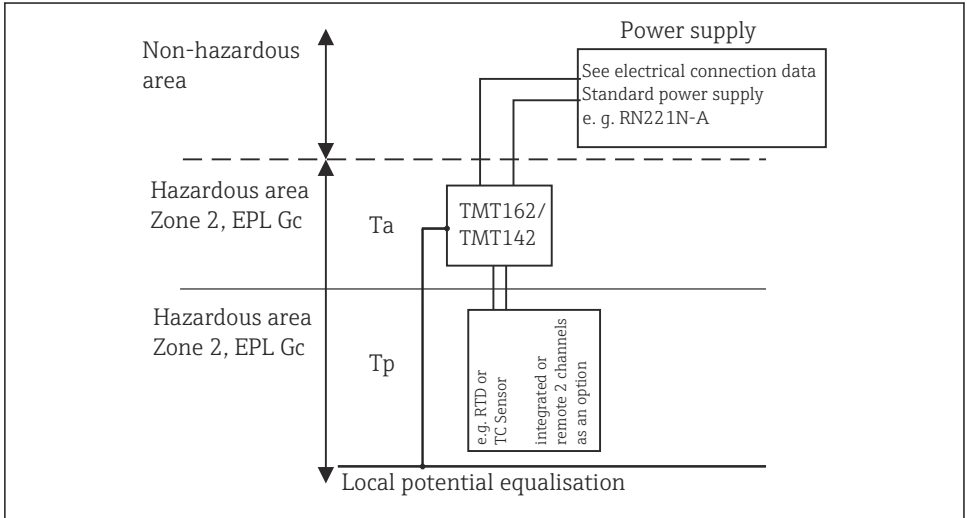 Non-hazardous
area
Power supply
See electrical connection data
Standard power supply
e. g. RN221N-A
Hazardous area
Zone 2, EPL Gc
Ta
TMT162/
TMT142
Hazardous area
Zone 2, EPL Gc
Tp
e.g. RTD or
TC Sensor
integrated or
remote 2 channels
as an option
Local potential equalisation